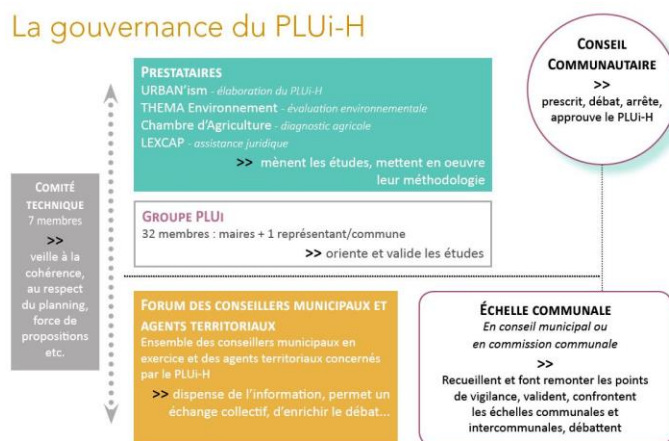 La gouvernance du PLUi-H
PRESTATAIRES
URBAN'ism - élaboration du PLUi-H
THEMA Environnement - évaluation environnementale
Chambre d'Agriculture - diagnostic agricole
LEXCAP - assistance juridique
>> mènent les études, mettent en oeuvre
leur méthodologie
CONSEIL
COMMUNAUTAIRE
>>
prescrit, débat, arrête,
approuve le PLUi-H
COMITÉ
TECHNIQUE
7 membres
>>
veille à la
cohérence,
au respect
du planning,
force de
propositions
etc.
GROUPE PLUI
32 membres : maires + 1 représentant/commune
>> oriente et valide les études
FORUM DES CONSEILLERS MUNICIPAUX ET
AGENTS TERRITORIAUX
Ensemble des conseillers municipaux en
exercice et des agents territoriaux concernés
par le PLUi-H
>> dispense de l'information, permet un
échange collectif, d'enrichir le débat...
ÉCHELLE COMMUNALE
En conseil municipal ou
en commission communale
>>
Recueillent et font remonter les points
de vigilance, valident, confrontent
les échelles communales et
intercommunales, débattent